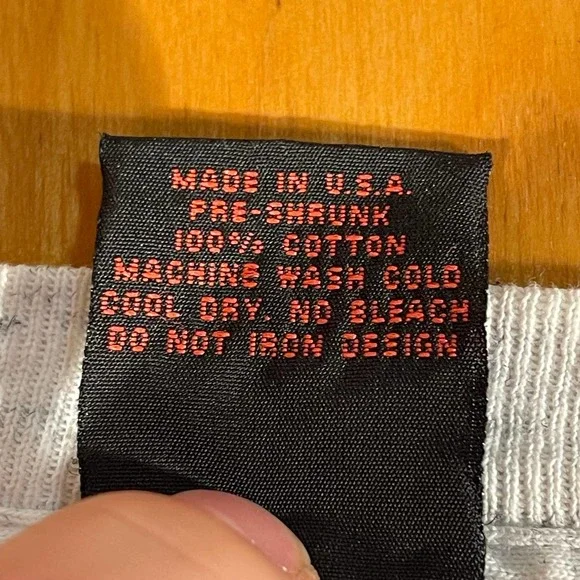 MADE IN U.S.A.
PRE-SHRUNK
100% COTTON
MACHINE WASH COLD
COOL DRY. NO BLEACH
DO NOT IRON DESIGN